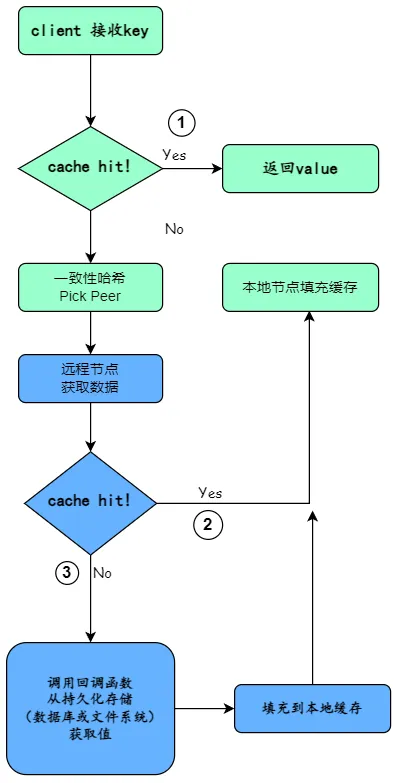 client 接收key
1
cache hit!
Yes
返回value
No
一致性哈希
Pick Peer
本地节点填充缓存
远程节点
获取数据
cache hit!
Yes
2
3
No
调用回调函数
从持久化存储
（数据库或文件系统）
获取值
填充到本地缓存